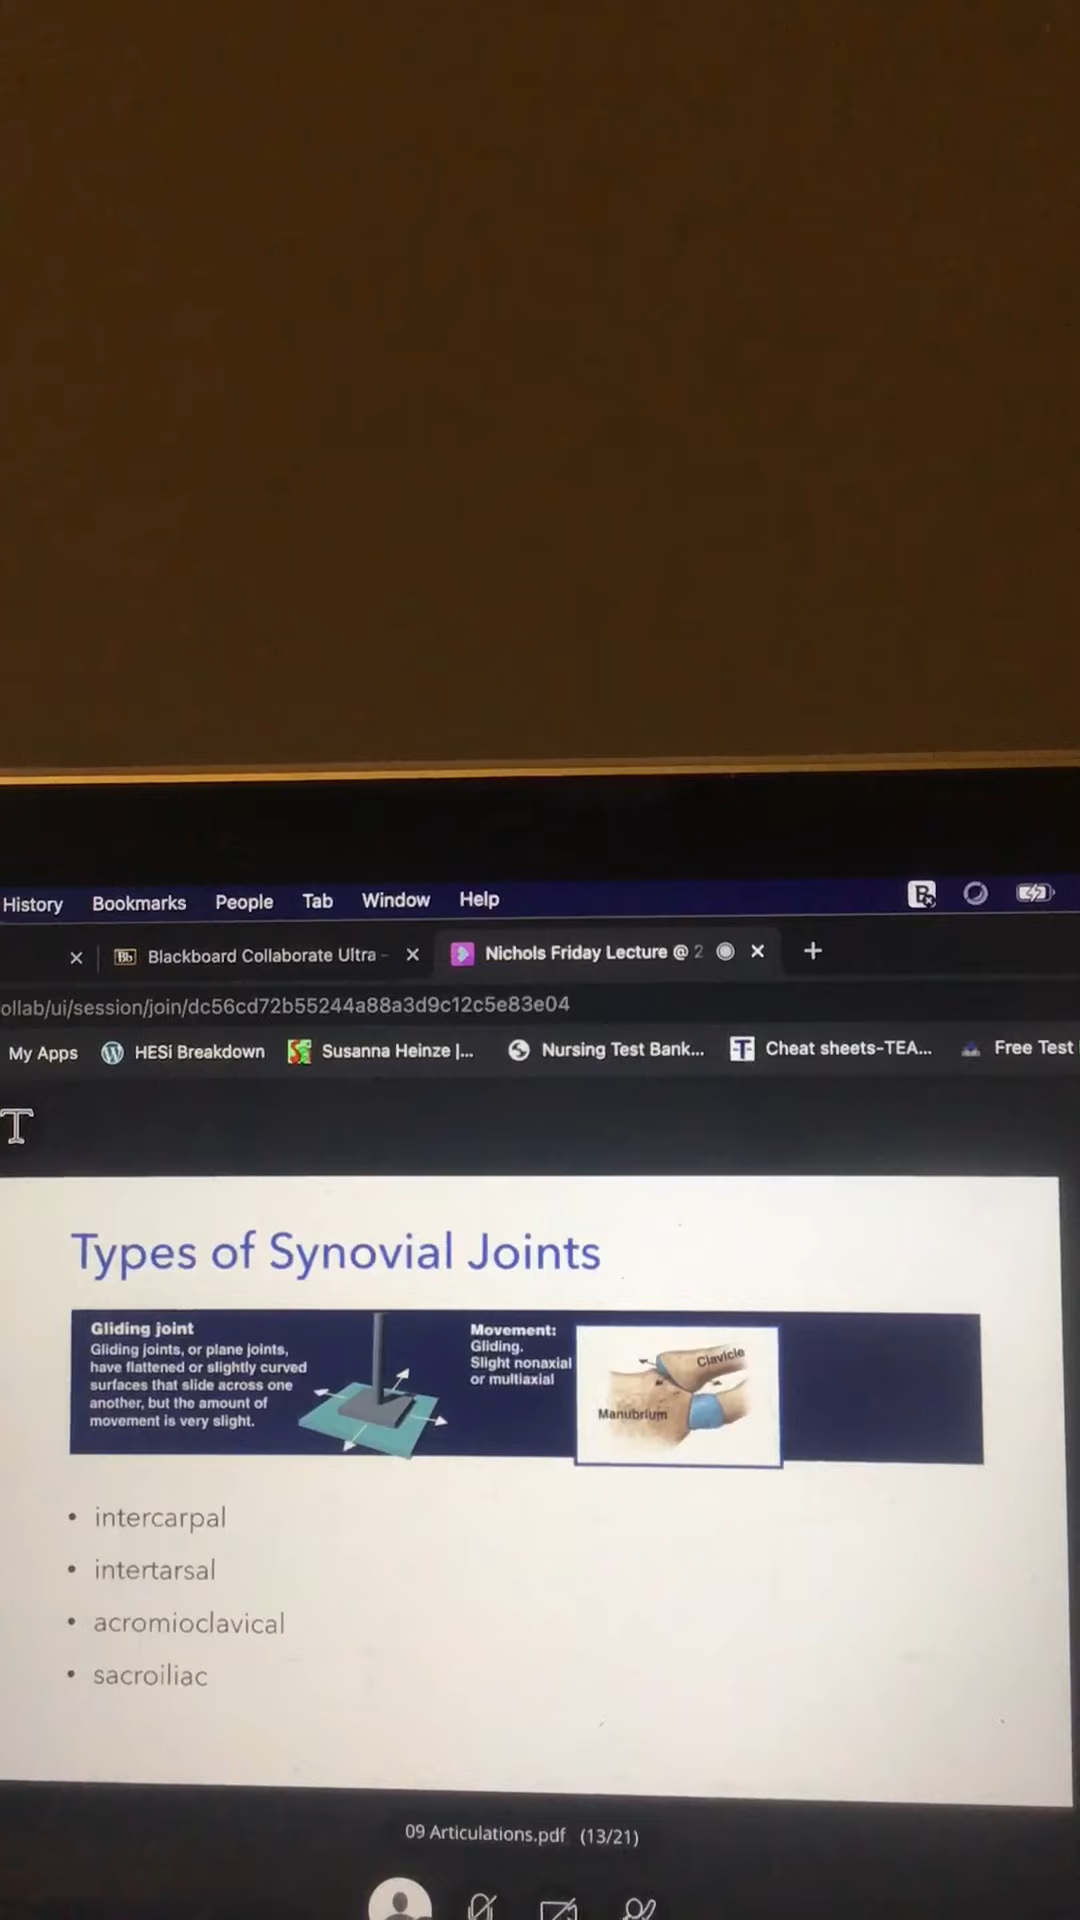 History Bookmarks People Tab Window Help
Blackboard Collaborate Ultra - Nichols Friday Lecture @ 2
ollab/ui/session/join/dc56cd72b55244a88a3d9c12c5e83e04
My Apps HESi Breakdown Susanna Heinze |... Nursing Test Bank... Cheat sheets-TEA... Free Test
T
Types of Synovial Joints
Gliding joint
Gliding joints, or plane joints,
have flattened or slightly curved
surfaces that slide across one
another, but the amount of
movement is very slight.
Movement:
Gliding.
Slight nonaxial
or multiaxial
Clavicle
Manubrium
• intercarpal
• intertarsal
• acromioclavical
• sacroiliac
09 Articulations.pdf (13/21)